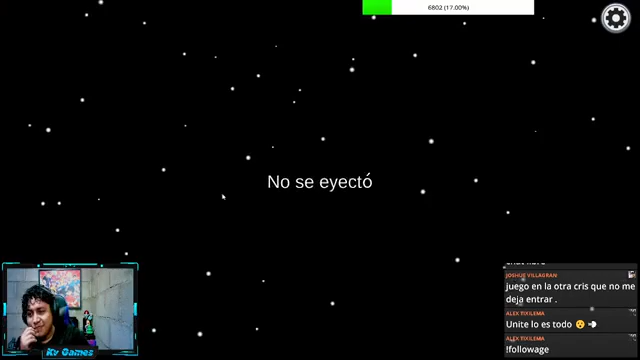 6802 (17.00%)
No se eyectó
JOSHUE VILLAGRAN
juego en la otra cris que no me
deja entrar .
ALEX TIXILEMA
Unite lo es todo 😮💨
ALEX TIXILEMA
!followage
Kv Games